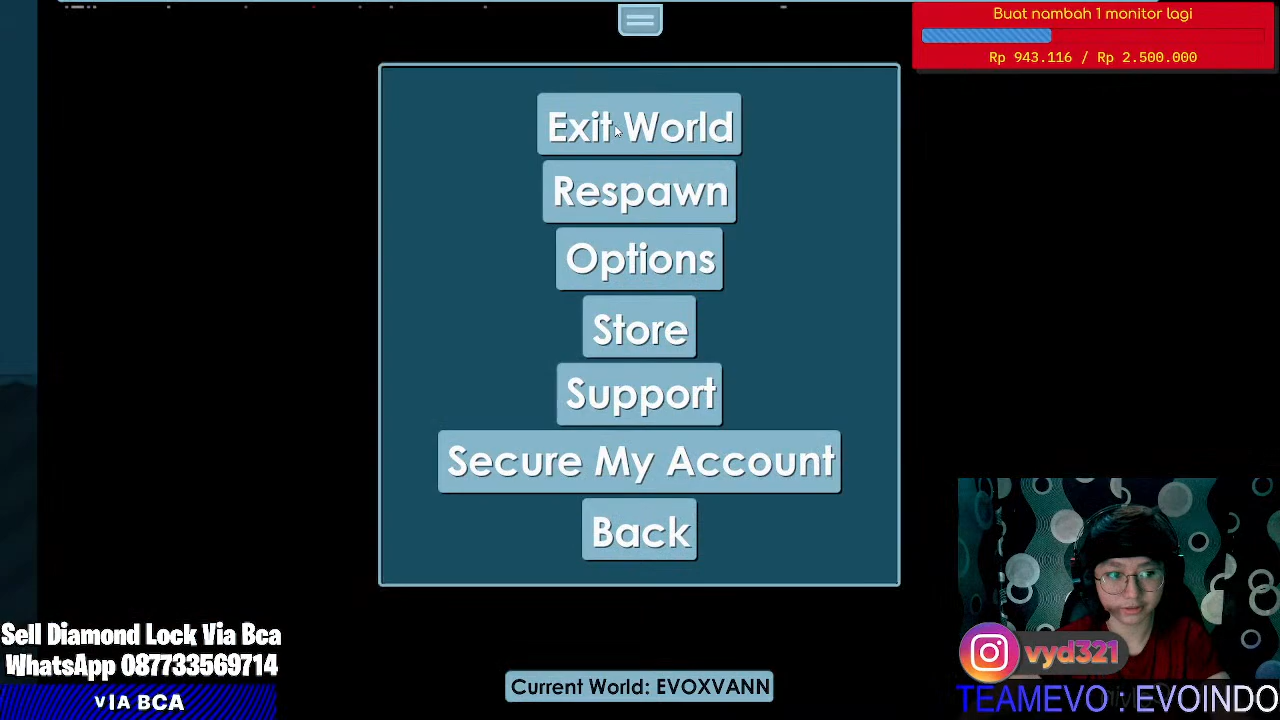 Buat nambah 1 monitor lagi
Rp 943.116 / Rp 2.500.000
Exit World
Respawn
Options
Store
Support
Secure My Account
Back
Sell Diamond Lock Via Bca
WhatsApp 087733569714
VIA BCA
vyd321
TEAMEVO : EVOINDO
Current World: EVOXVANN